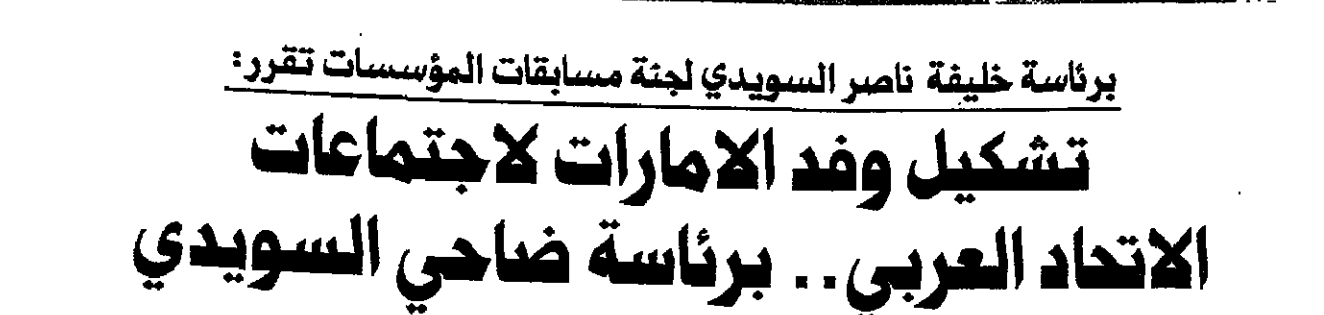 برئاسة خليفة ناصر السويدي لجنة مسابقات المؤسسات تقرر:
تشكيل وفد الامارات لاجتماعات
الاتحاد العربي.. برئاسة ضاحي السويدي